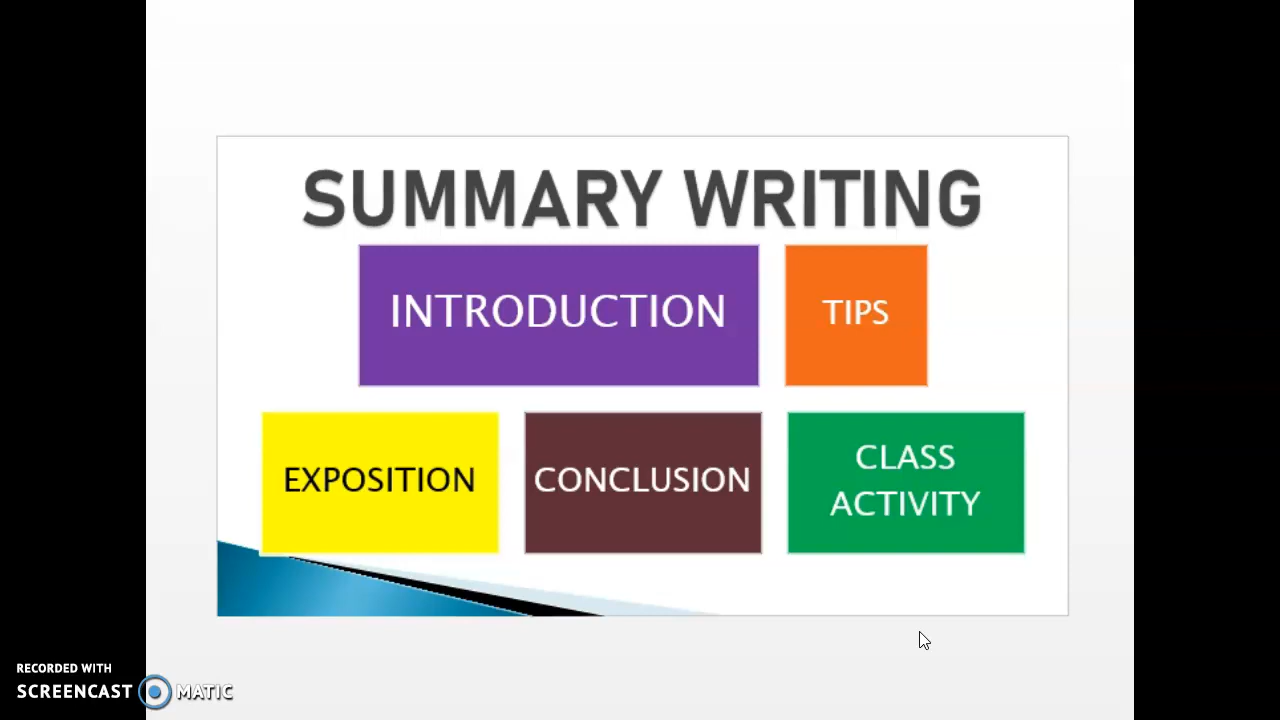 SUMMARY WRITING
INTRODUCTION
TIPS
EXPOSITION
CONCLUSION
CLASS
ACTIVITY
RECORDED WITH
SCREENCAST MATIC